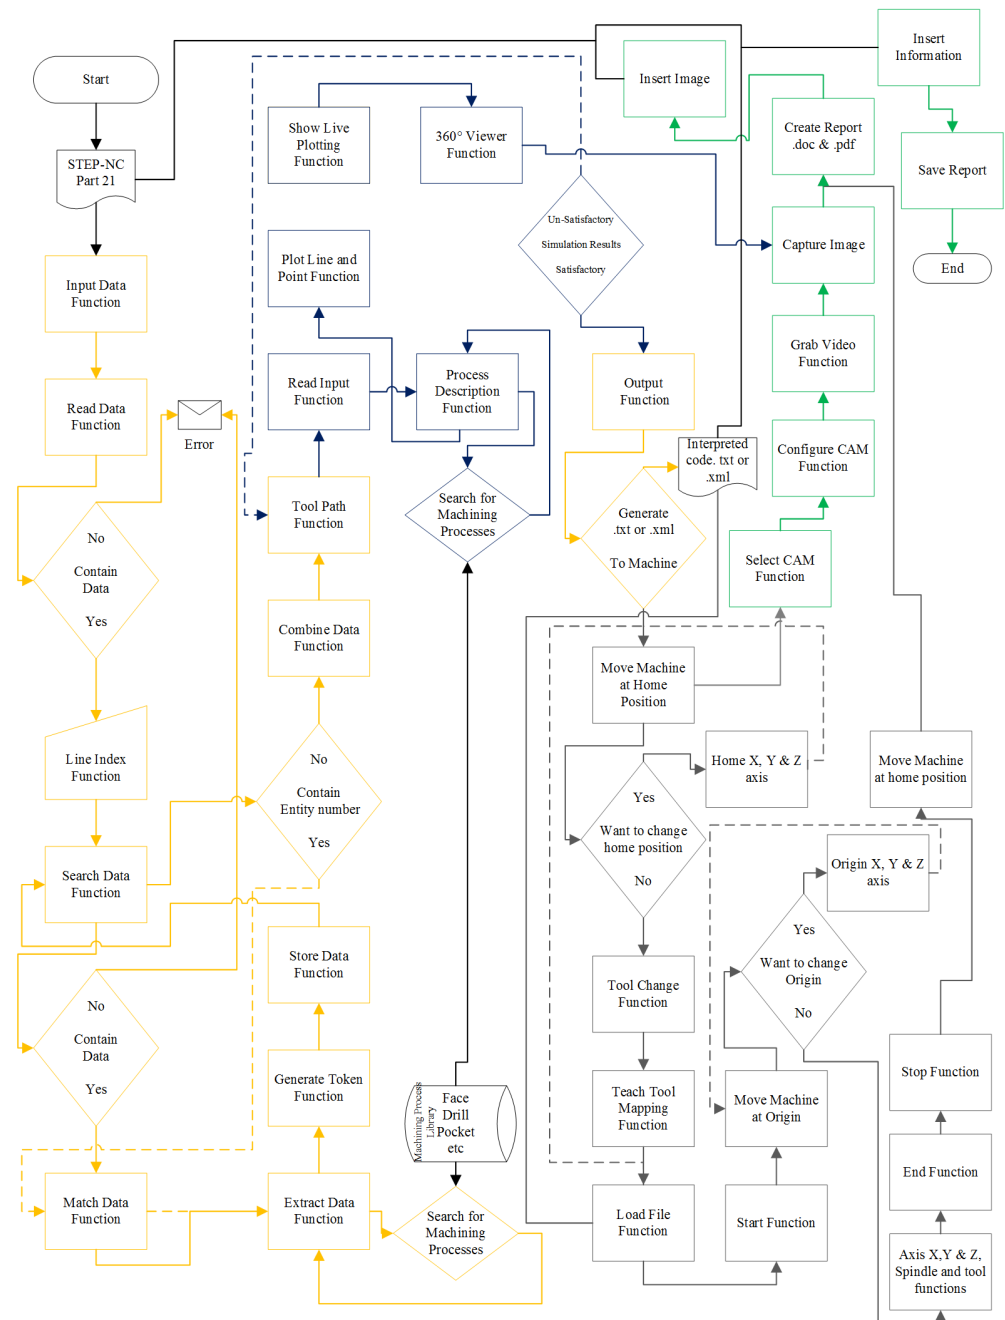 Start
STEP-NC
Part 21
Input Data
Function
Read Data
Function
Error
No
Contain
Data
Yes
Line Index
Function
Search Data
Function
No
Contain
Data
Yes
Match Data
Function
Show Live
Plotting
Function
360° Viewer
Function
Plot Line and
Point Function
Read Input
Function
Process
Description
Function
Tool Path
Function
Search for
Machining
Processes
Combine Data
Function
No
Contain
Entity number
Yes
Store Data
Function
Generate Token
Function
Extract Data
Function
Machining Process
Library
Face
Drill
Pocket
etc
Search for
Machining
Processes
Un-Satisfactory
Simulation Results
Satisfactory
Output
Function
Generate
.txt or .xml
To Machine
Interpreted
code. txt or
.xml
Move Machine
at Home
Position
Yes
Want to change
home position
No
Home X, Y & Z
axis
Tool Change
Function
Teach Tool
Mapping
Function
Load File
Function
Start Function
Move Machine
at Origin
Yes
Want to change
Origin
No
Origin X, Y & Z
axis
Axis X,Y & Z,
Spindle and tool
functions
End Function
Stop Function
Move Machine
at home position
Select CAM
Function
Configure CAM
Function
Grab Video
Function
Capture Image
Create Report
.doc & .pdf
Insert Image
Insert
Information
Save Report
End